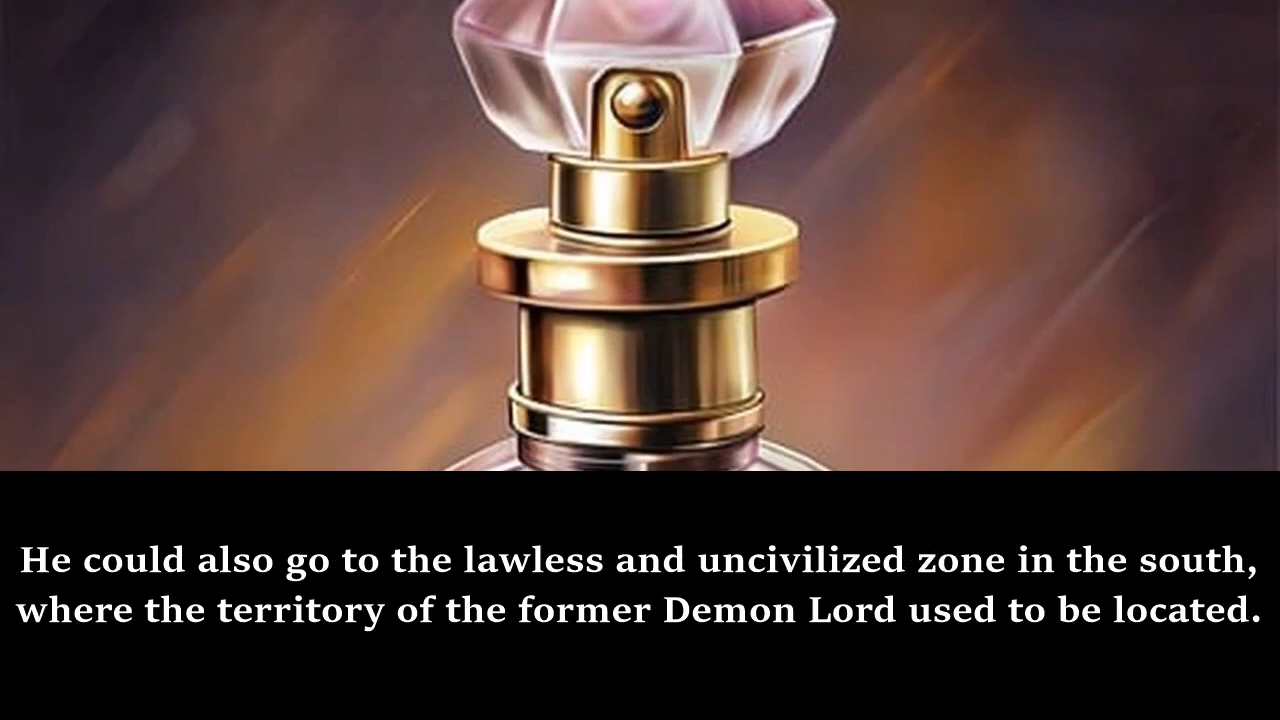 He could also go to the lawless and uncivilized zone in the south,
where the territory of the former Demon Lord used to be located.